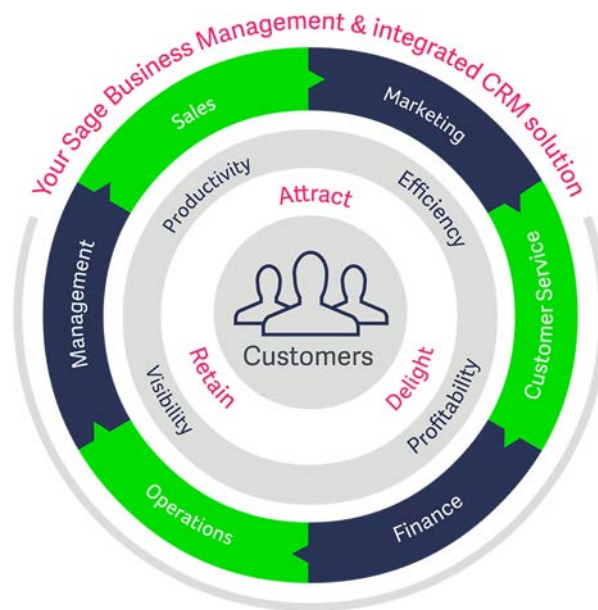 Your Sage Business Management & integrated CRM solution
Sales
Marketing
Customer Service
Finance
Operations
Management
Productivity
Efficiency
Profitability
Visibility
Attract
Delight
Retain
Customers